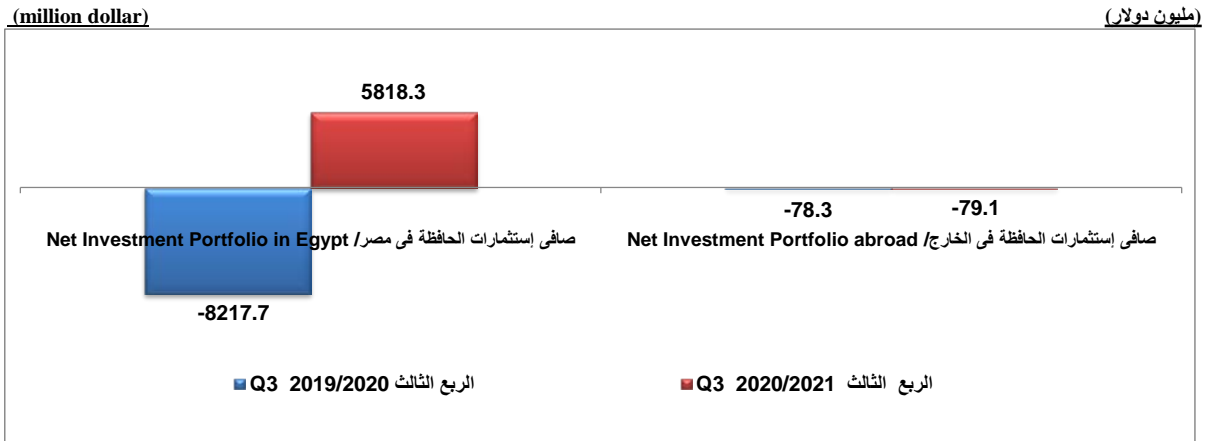 (million dollar) (مليون دولار)
5818.3
-78.3 -79.1
Net Investment Portfolio in Egypt /صافى إستثمارات الحافظة فى مصر Net Investment Portfolio abroad /صافى إستثمارات الحافظة فى الخارج
-8217.7
Q3 2019/2020 الربع الثالث Q3 2020/2021 الربع الثالث